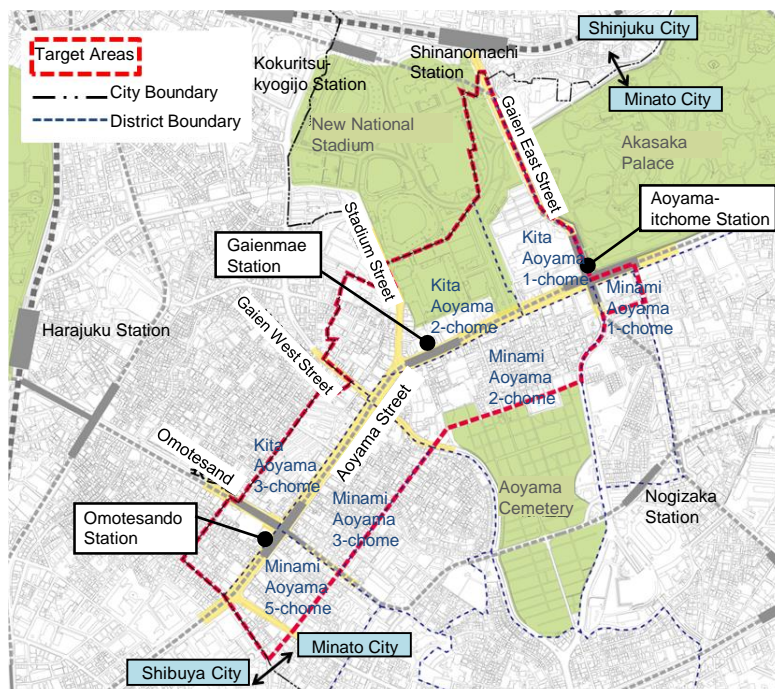 Target Areas
City Boundary
District Boundary
Kokuritsu-
kyogijo Station
Shinanomachi
Station
Shinjuku City
Minato City
New National
Stadium
Gaien East Street
Akasaka
Palace
Aoyama-
itchome Station
Stadium Street
Gaienmae
Station
Kita
Aoyama
1-chome
Kita
Aoyama
2-chome
Minami
Aoyama
1-chome
Harajuku Station
Gaien West Street
Minami
Aoyama
2-chome
Aoyama Street
Omotesand
Kita
Aoyama
3-chome
Minami
Aoyama
3-chome
Aoyama
Cemetery
Nogizaka
Station
Omotesando
Station
Minami
Aoyama
5-chome
Minato City
Shibuya City